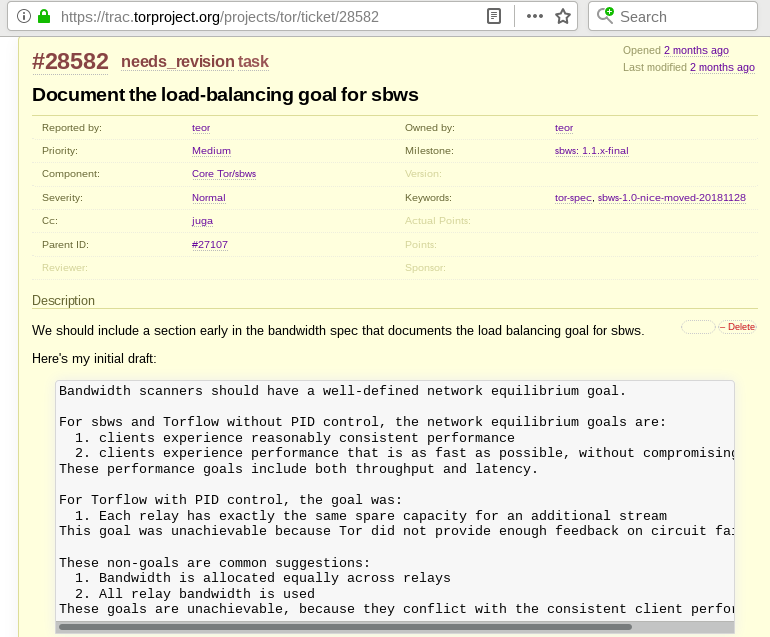 https://trac.torproject.org/projects/tor/ticket/28582
Search
#28582 needs_revision task
Opened 2 months ago
Last modified 2 months ago
Document the load-balancing goal for sbws
Reported by: teor Owned by: teor
Priority: Medium Milestone: sbws: 1.1.x-final
Component: Core Tor/sbws Version:
Severity: Normal Keywords: tor-spec, sbws-1.0-nice-moved-20181128
Cc: juga Actual Points:
Parent ID: #27107 Points:
Reviewer: Sponsor:
Description
We should include a section early in the bandwidth spec that documents the load balancing goal for sbws.
– Delete
Here's my initial draft:
Bandwidth scanners should have a well-defined network equilibrium goal.
For sbws and Torflow without PID control, the network equilibrium goals are:
1. clients experience reasonably consistent performance
2. clients experience performance that is as fast as possible, without compromising
These performance goals include both throughput and latency.
For Torflow with PID control, the goal was:
1. Each relay has exactly the same spare capacity for an additional stream
This goal was unachievable because Tor did not provide enough feedback on circuit fai
These non-goals are common suggestions:
1. Bandwidth is allocated equally across relays
2. All relay bandwidth is used
These goals are unachievable, because they conflict with the consistent client perfor